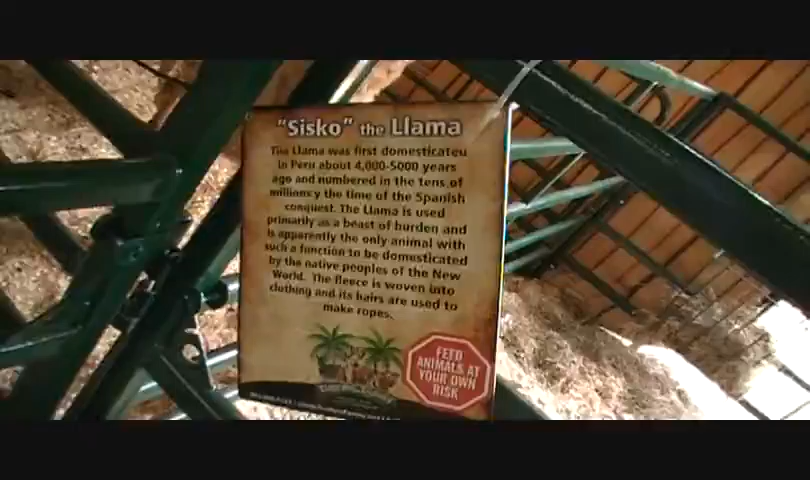 "Sisko" the Llama
The Llama was first domesticated
in Peru about 4,000-5000 years
ago and numbered in the tens of
millions y the time of the Spanish
conquest. The Llama is used
primarily as a beast of burden and
is apparently the only animal with
such a function to be domesticated
by the native peoples of the New
World. The fleece is woven into
clothing and its hairs are used to
make ropes.
FEED
ANIMALS AT
YOUR OWN
RISK